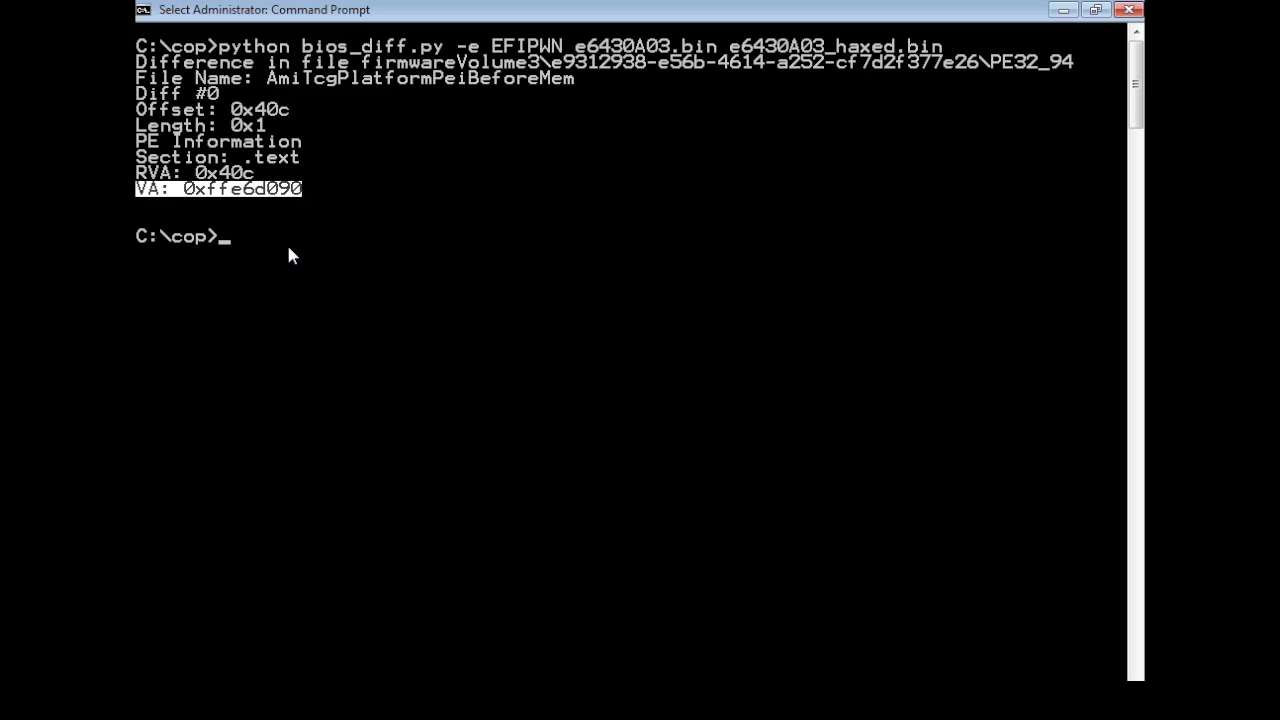 Select Administrator: Command Prompt
C:\cop>python bios_diff.py -e EFIPWN e6430A03.bin e6430A03_haxed.bin
Difference in file firmwareVolume3\e9312938-e56b-4614-a252-cf7d2f377e26\PE32_94
File Name: AmiTcgPlatformPeiBeforeMem
Diff #0
Offset: 0x40c
Length: 0x1
PE Information
Section: .text
RVA: 0x40c
VA: 0xffe6d090
C:\cop>_